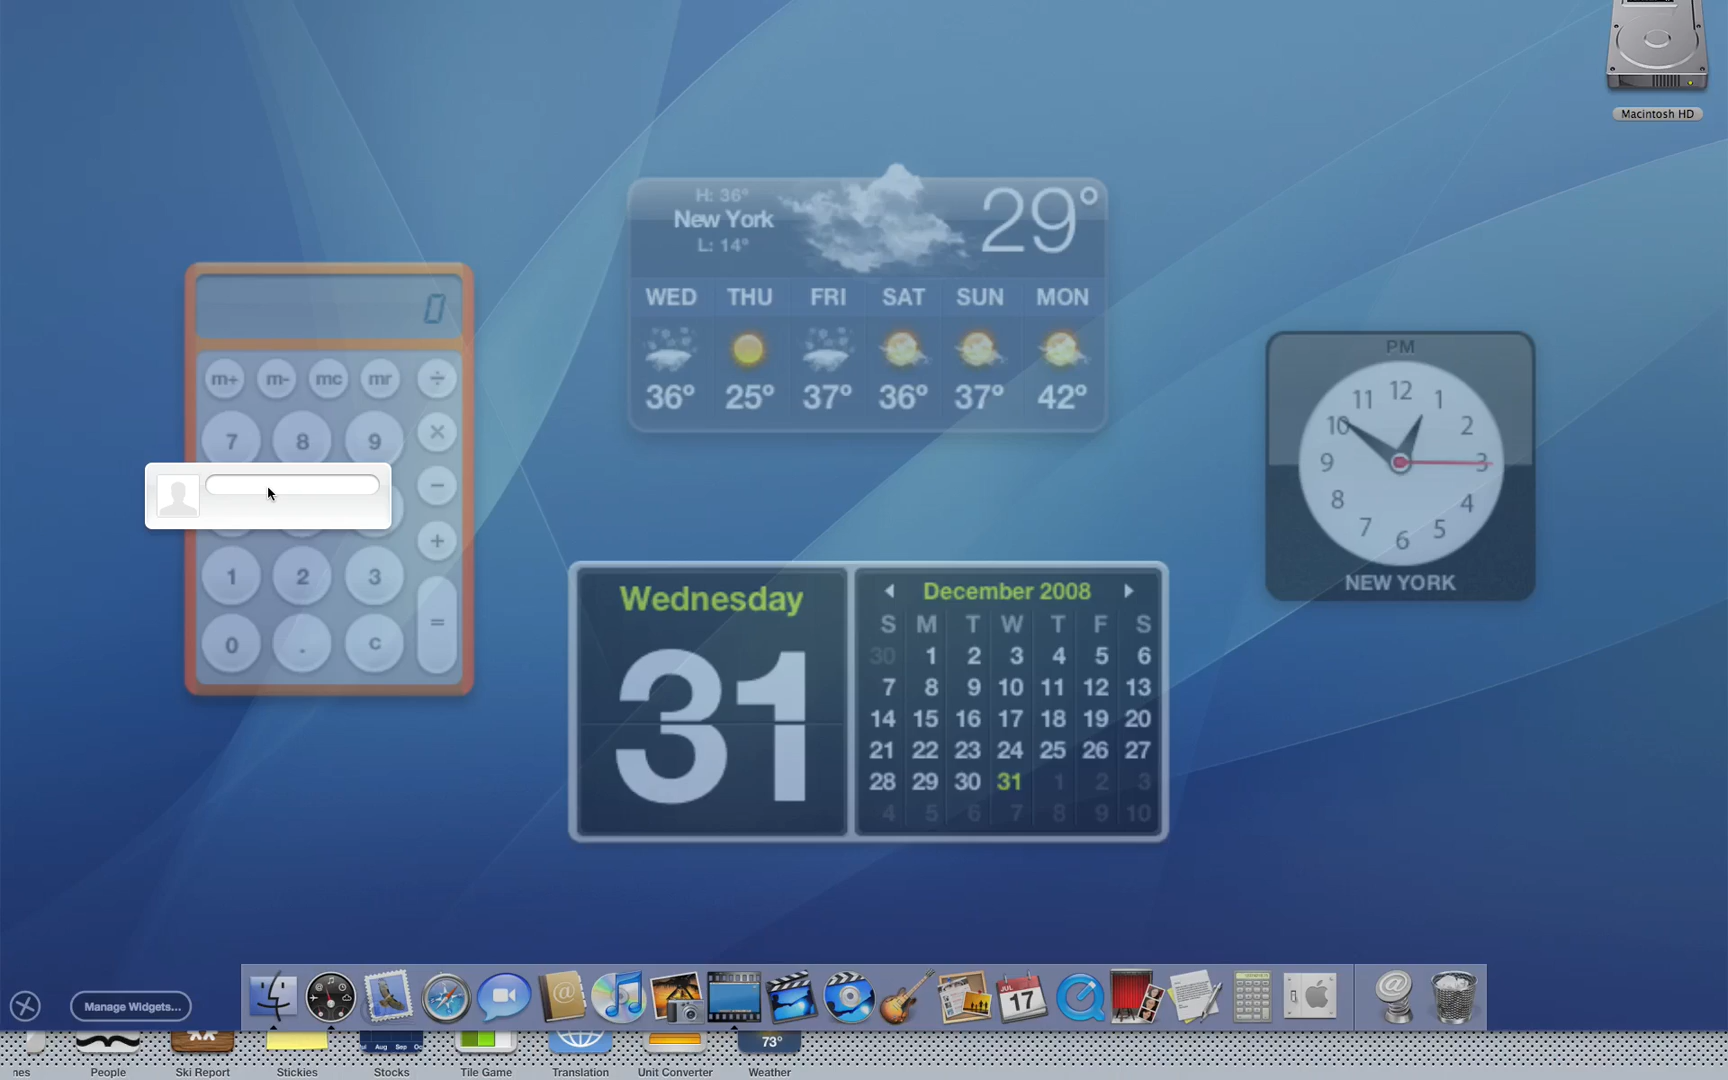 Macintosh HD
H: 36°
New York
L: 14°
29°
WED THU FRI SAT SUN MON
36° 25° 37° 36° 37° 42°
0
m+ m- mc mr ÷
7 8 9 ×
−
+
1 2 3
0 . c =
PM
12
11 1
10 2
9 3
8 4
7 5
6
NEW YORK
Wednesday
31
December 2008
S M T W T F S
30 1 2 3 4 5 6
7 8 9 10 11 12 13
14 15 16 17 18 19 20
21 22 23 24 25 26 27
28 29 30 31 1 2 3
4 5 6 7 8 9 10
JUL
17
Manage Widgets...
Aug Sep
73°
nes People Ski Report Stickies Stocks Tile Game Translation Unit Converter Weather